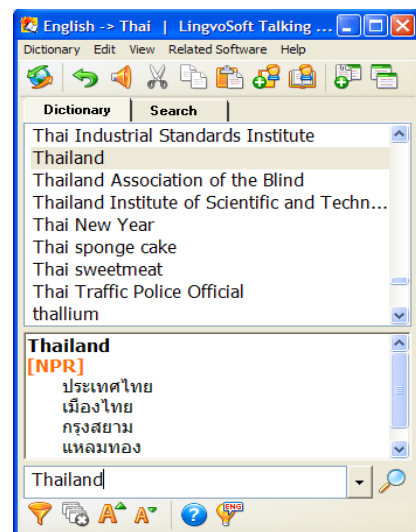 English -> Thai | LingvoSoft Talking ...
Dictionary Edit View Related Software Help
Dictionary Search
Thai Industrial Standards Institute
Thailand
Thailand Association of the Blind
Thailand Institute of Scientific and Techn...
Thai New Year
Thai sponge cake
Thai sweetmeat
Thai Traffic Police Official
thallium
Thailand
[NPR]
ประเทศไทย
เมืองไทย
กรุงสยาม
แหลมทอง
Thailand
A A ? ENG